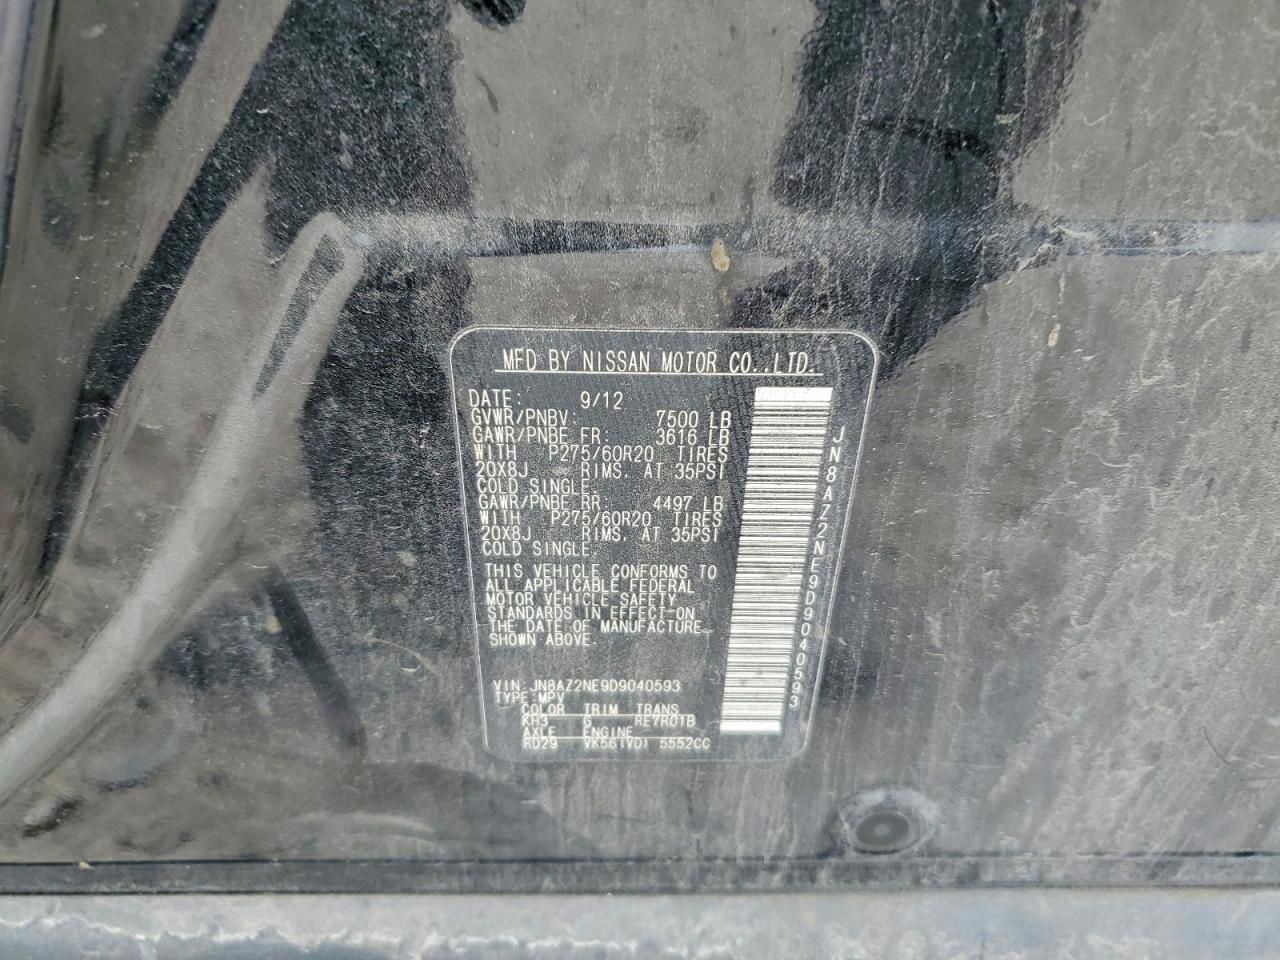 MFD BY NISSAN MOTOR CO.,LTD.
DATE: 9/12
GVWR/PNBV: 7500 LB
GAWR/PNBE FR: 3616 LB
WITH P275/60R20 TIRES
20X8J RIMS, AT 35PSI
COLD SINGLE,
GAWR/PNBE RR: 4497 LB
WITH P275/60R20 TIRES
20X8J RIMS, AT 35PSI
COLD SINGLE,
THIS VEHICLE CONFORMS TO
ALL APPLICABLE FEDERAL
MOTOR VEHICLE SAFETY
STANDARDS IN EFFECT ON
THE DATE OF MANUFACTURE
SHOWN ABOVE.
VIN:JN8AZ2NE9D9040593
TYPE:MPV
COLOR TRIM TRANS
KH3 G RE7R01B
AXLE ENGINE
RD29 VK56(VD) 5552CC
JN8AZ2NE9D9040593